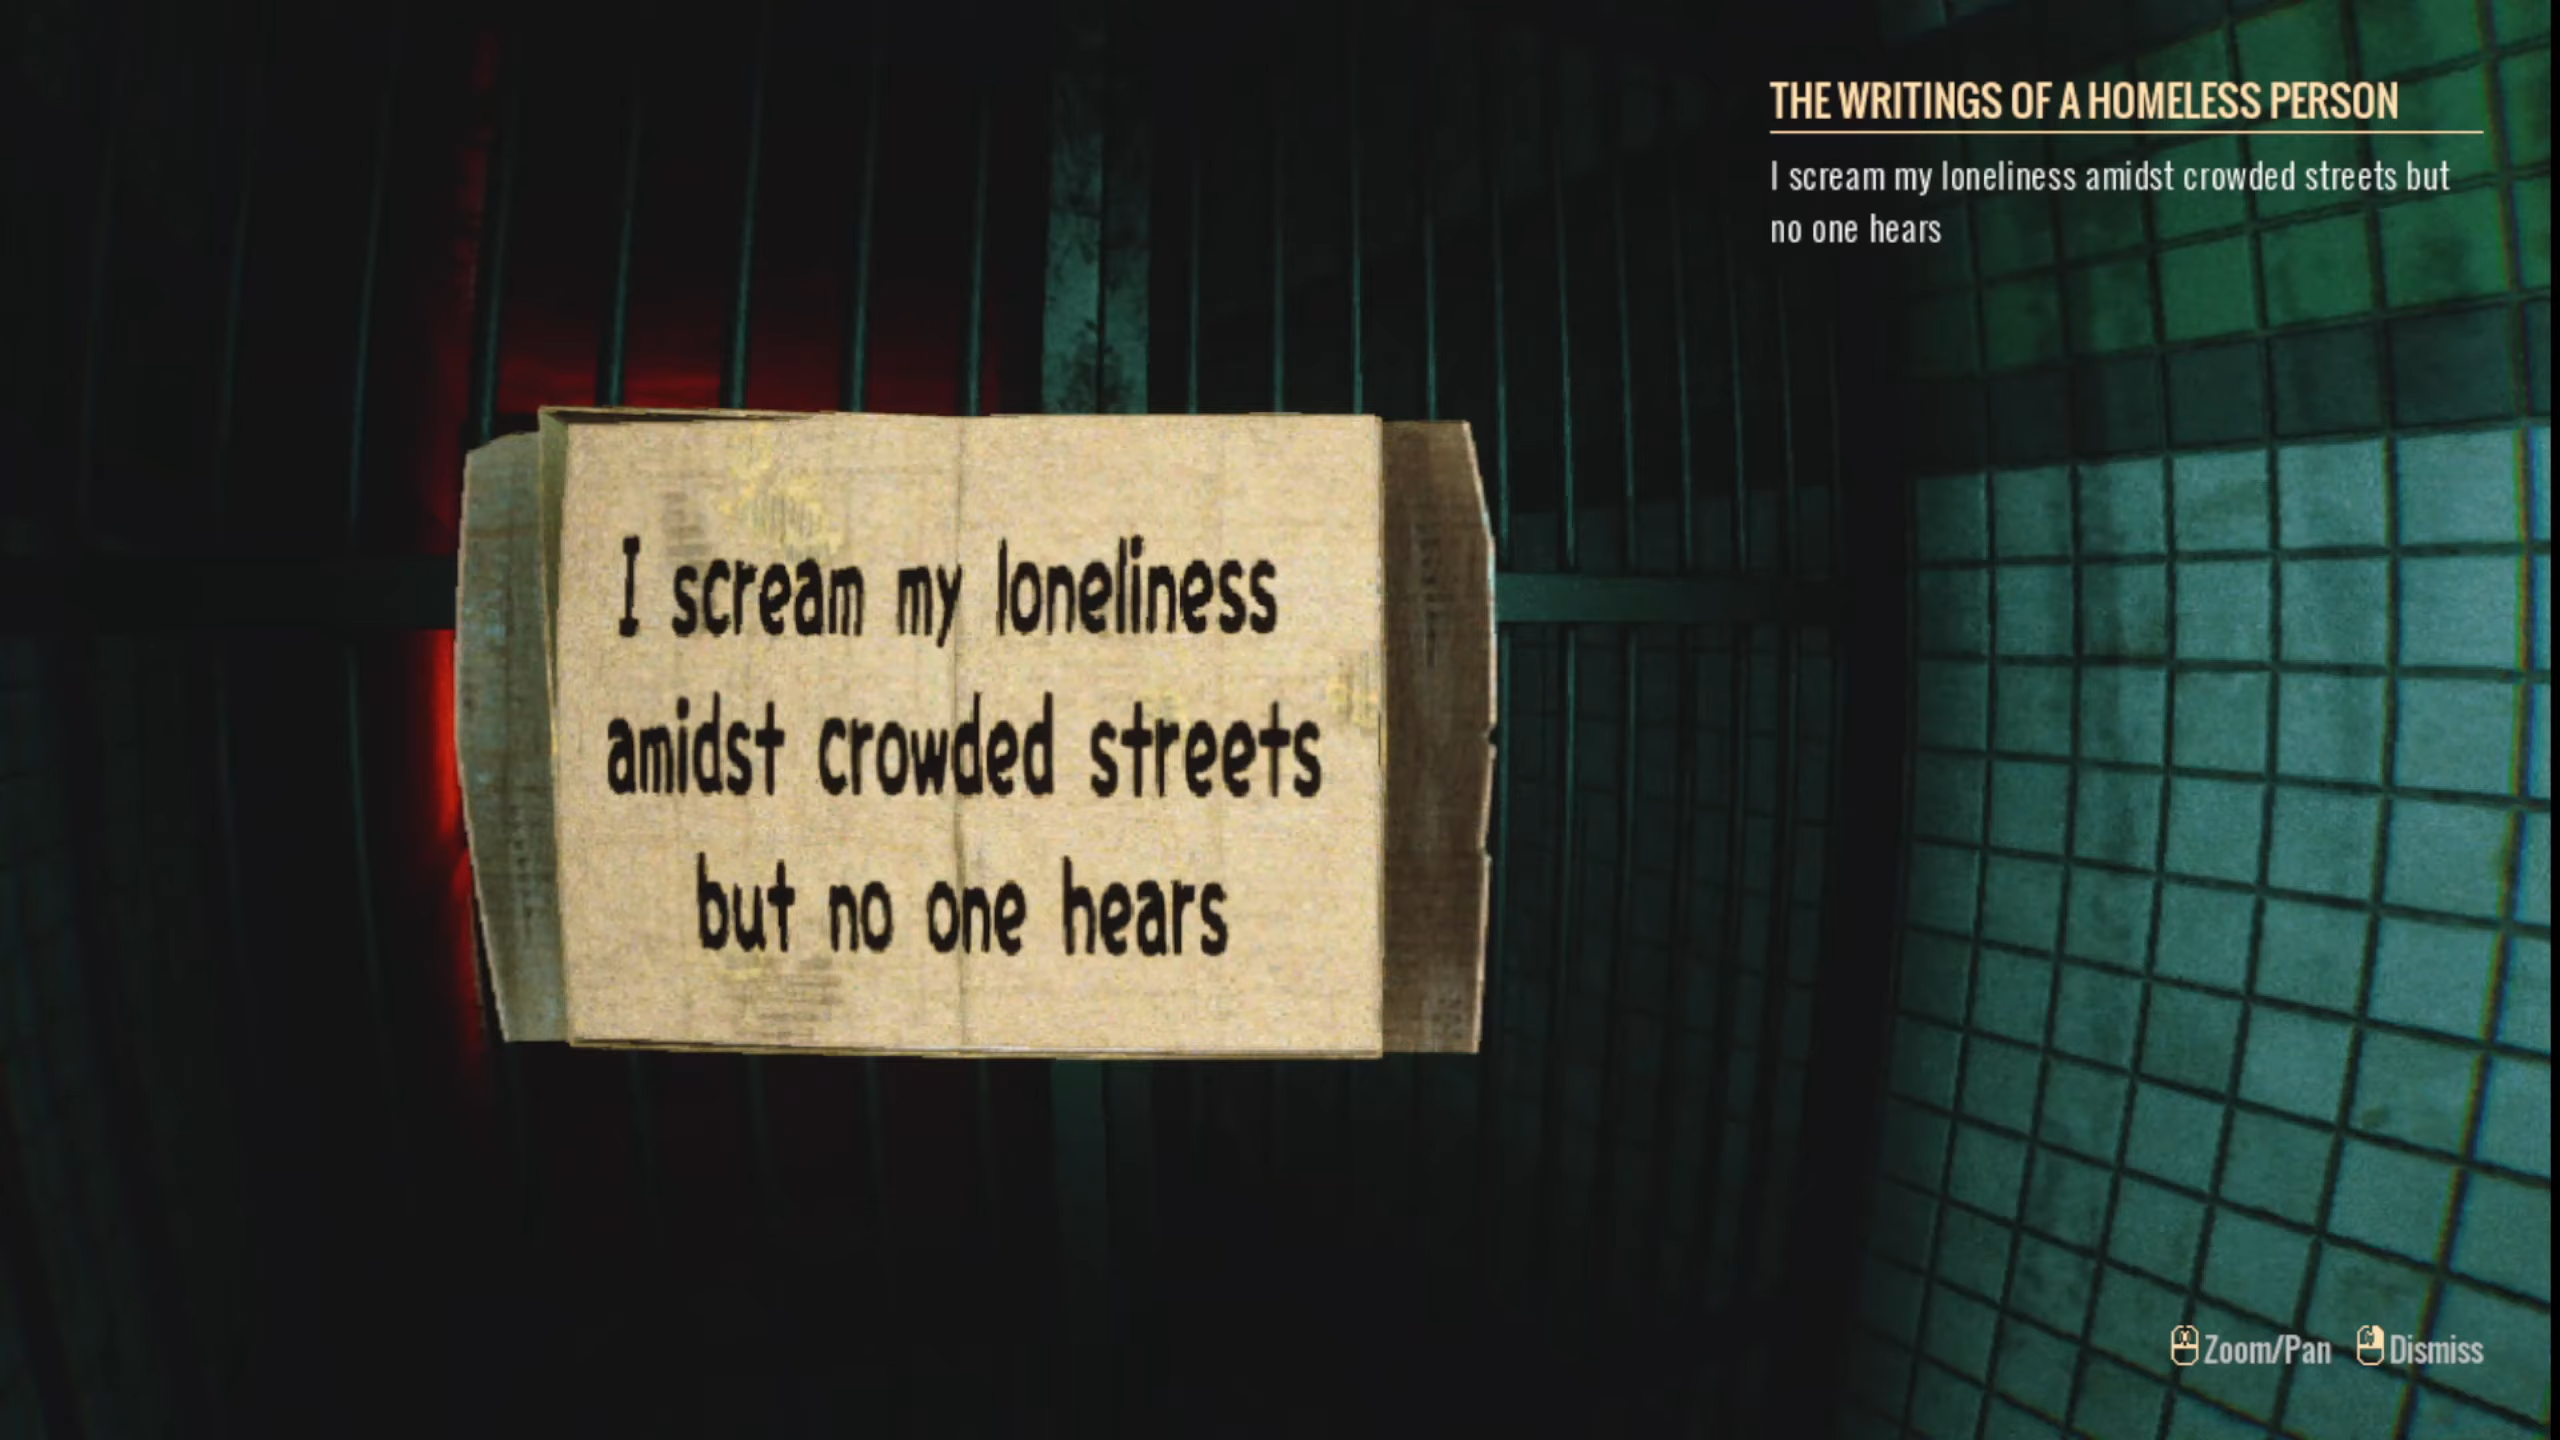 THE WRITINGS OF A HOMELESS PERSON
I scream my loneliness amidst crowded streets but
no one hears
I scream my loneliness
amidst crowded streets
but no one hears
Zoom/Pan Dismiss